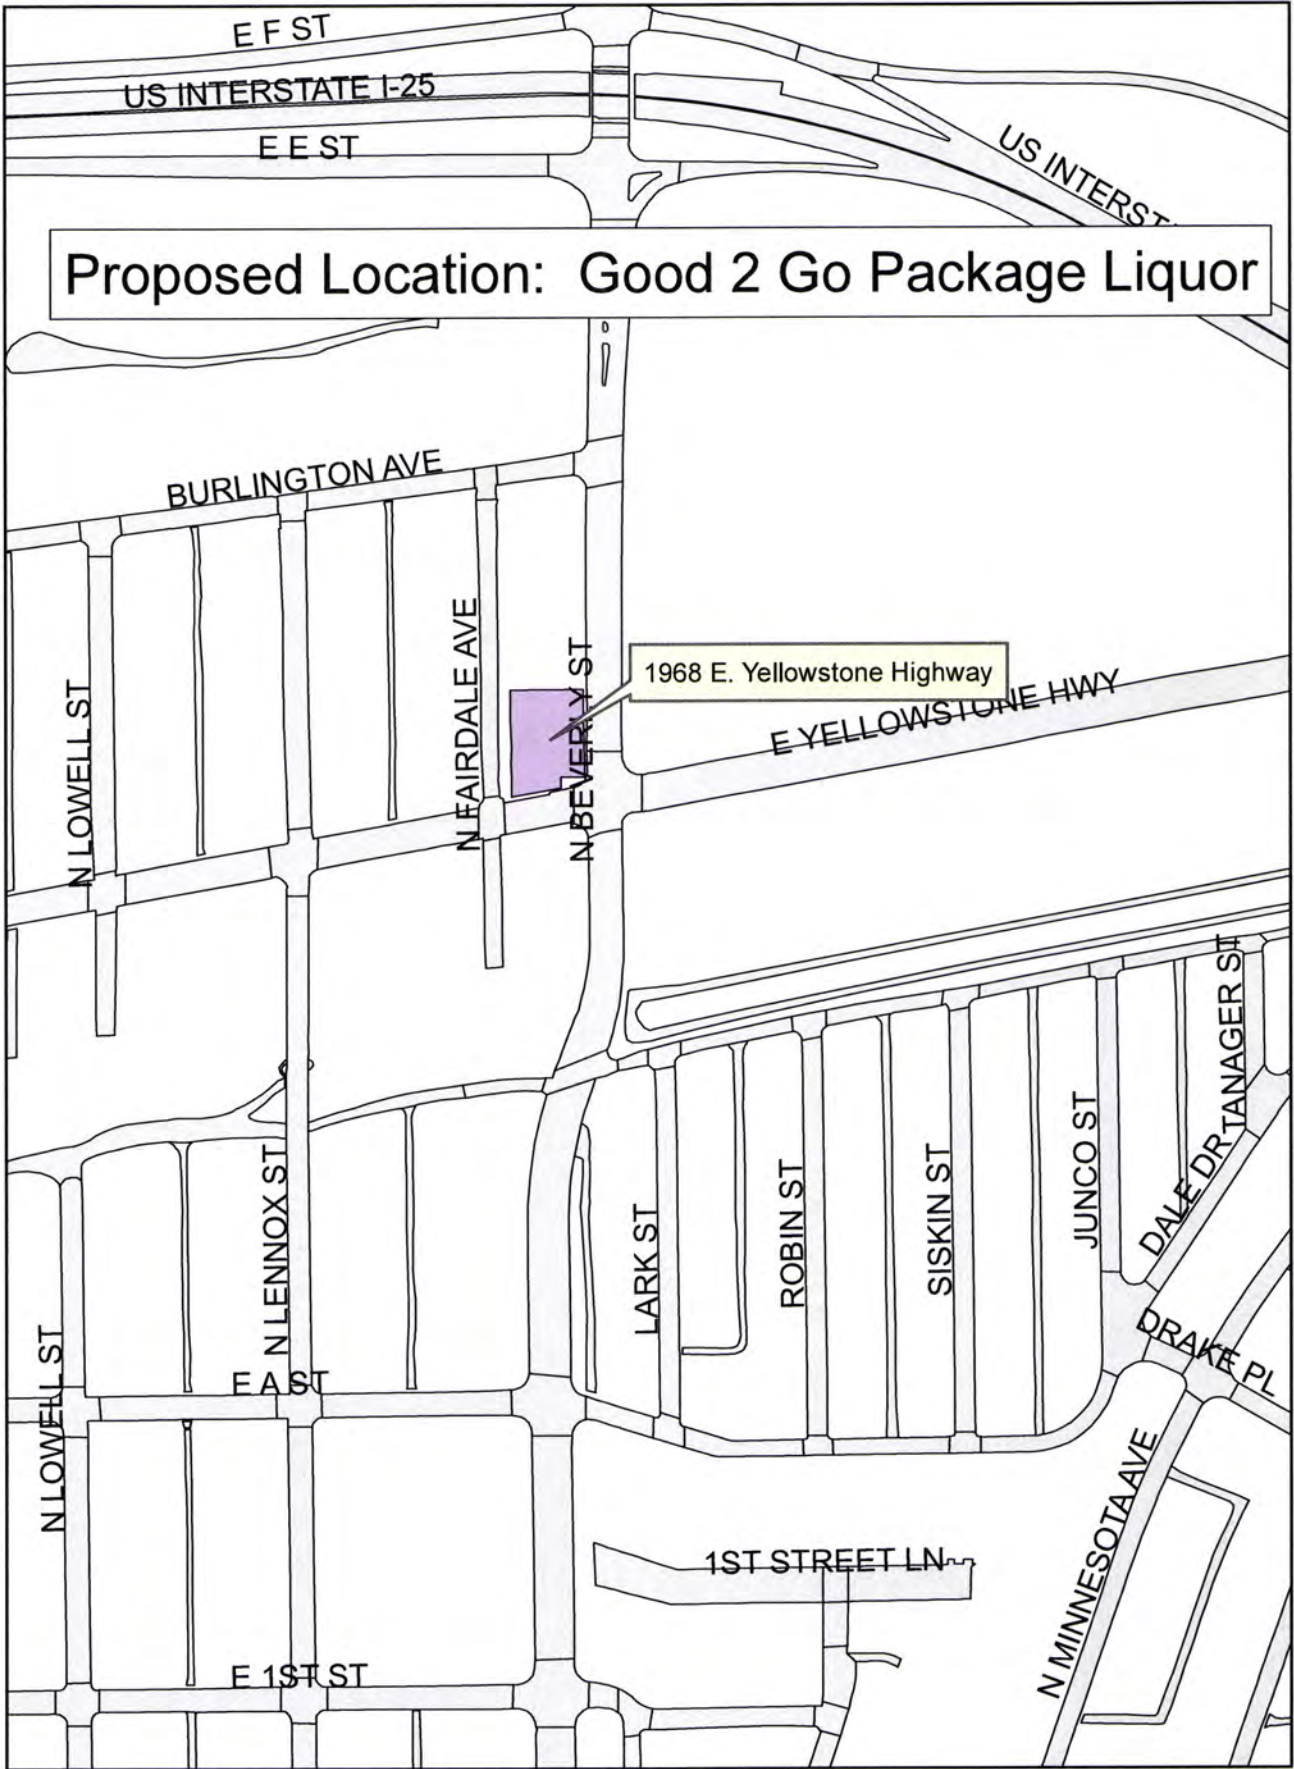 E F ST
US INTERSTATE I-25
E E ST
US INTERST
Proposed Location: Good 2 Go Package Liquor
BURLINGTON AVE
N LOWELL ST
N FAIRDALE AVE
N BEVERLY ST
1968 E. Yellowstone Highway
E YELLOWSTONE HWY
TANAGER ST
N LENNOX ST
LARK ST
ROBIN ST
SISKIN ST
JUNCO ST
DALE DR
DRAKE PL
N LOWELL ST
E A ST
N MINNESOTA AVE
1ST STREET LN
E 1ST ST